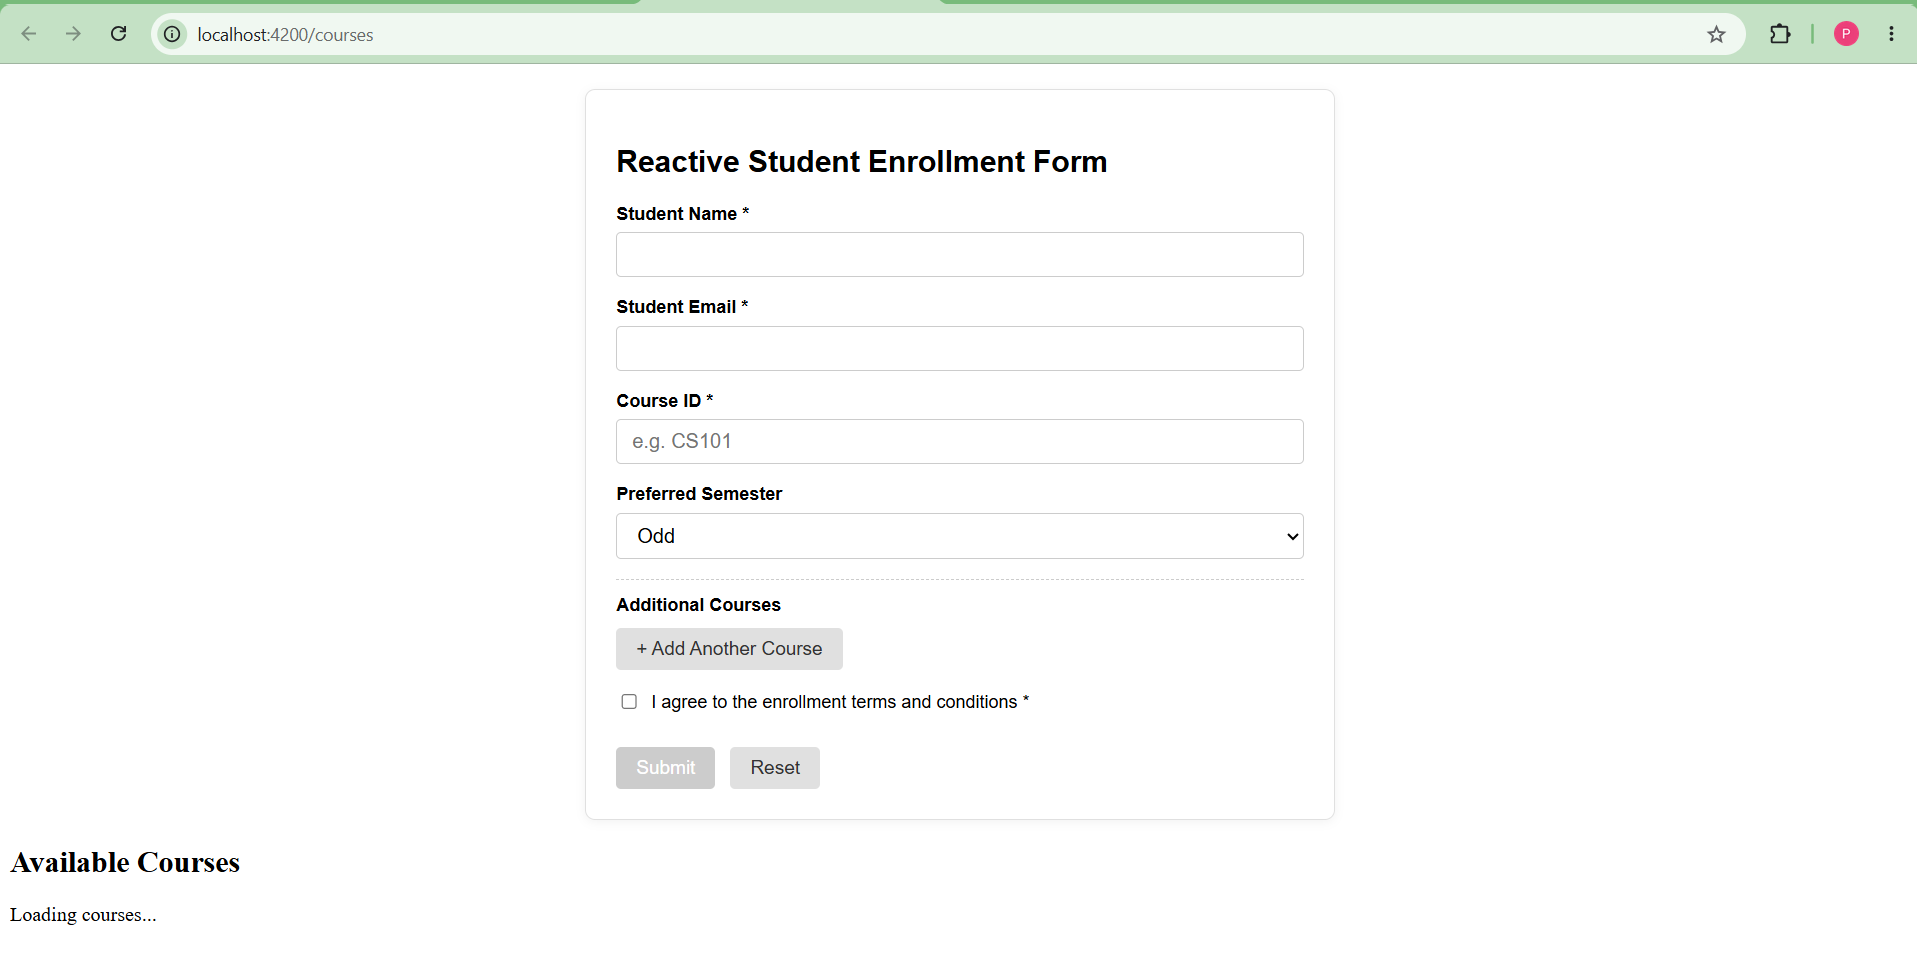 localhost:4200/courses
P
Reactive Student Enrollment Form
Student Name *
Student Email *
Course ID *
e.g. CS101
Preferred Semester
Odd
Additional Courses
+ Add Another Course
I agree to the enrollment terms and conditions *
Submit Reset
Available Courses
Loading courses...